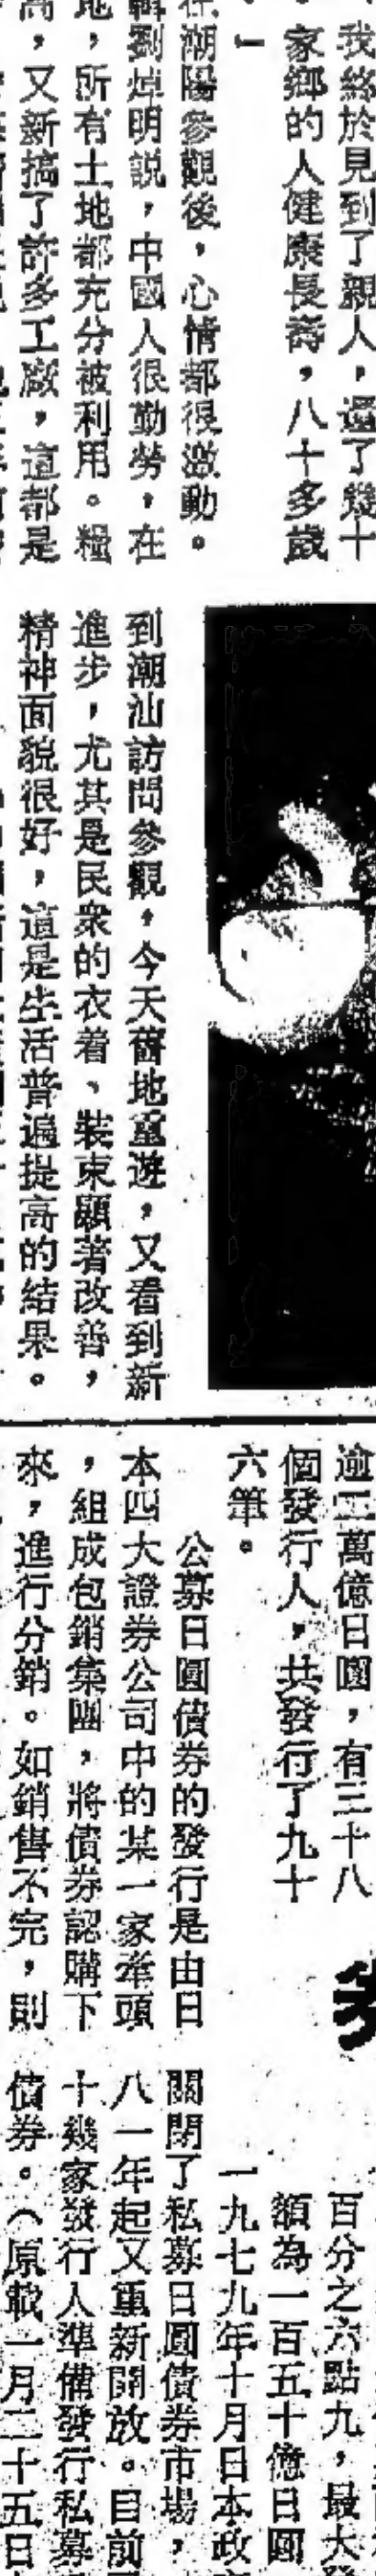 我終於見到了親人，還了幾十
家鄉的人健康長壽，八十多歲
在潮陽參觀後，心情都很激動。
輯劉焯明説，中國人很勤勞，在
地，所有土地都充分被利用。糧
高，又新搞了許多工廠，這都是
到潮汕訪問參觀，今天舊地重遊，又看到新
進步，尤其是民衆的衣着、裝束顯著改善，
精神面貌很好，這是生活普遍提高的結果。
逾二萬億日圓，有三十八
個發行人，共發行了九十
六筆。
公募日圓債券的發行是由日
本四大證券公司中的某一家牽頭
，組成包銷集團，將債券認購下
來，進行分銷。如銷售不完，則
券
百分之六點九，最大
額為一百五十億日圓
一九七九年十月日本政
關閉了私募日圓債券市場，
八一年起又重新開放。目前
十幾家發行人準備發行私募
債券。（原載一月二十五日